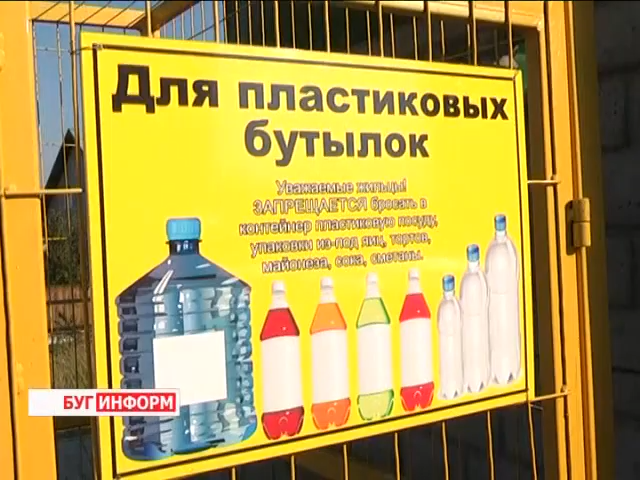 Для пластиковых
бутылок
Уважаемые жильцы!
ЗАПРЕЩАЕТСЯ бросать в
контейнер пластиковую посуду,
упаковки из-под яиц, тортов,
майонеза, сока, сметаны.
БУГ ИНФОРМ